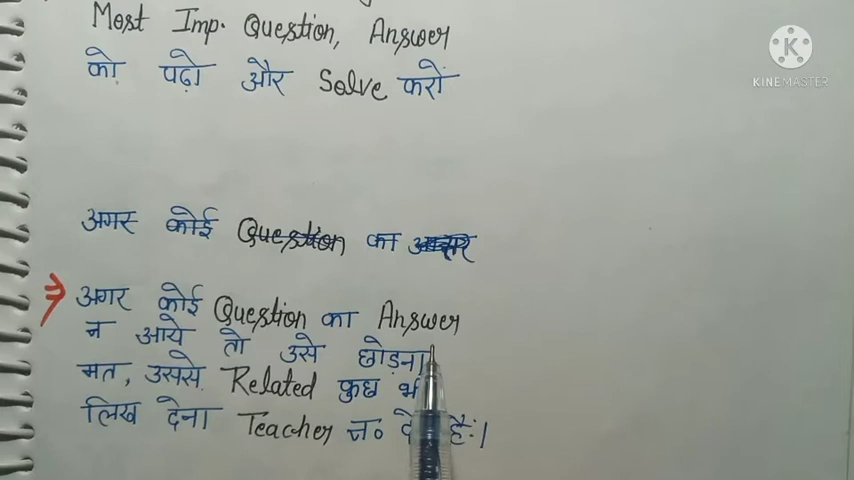 Most Imp. Question, Answer
को पढ़ो और Solve करों
KINEMASTER
अगर कोई Question का
अगर कोई Question का Answer
न आये तो उसे छोड़ना
मत, उससे Related कुछ
लिख देना Teacher न० है।